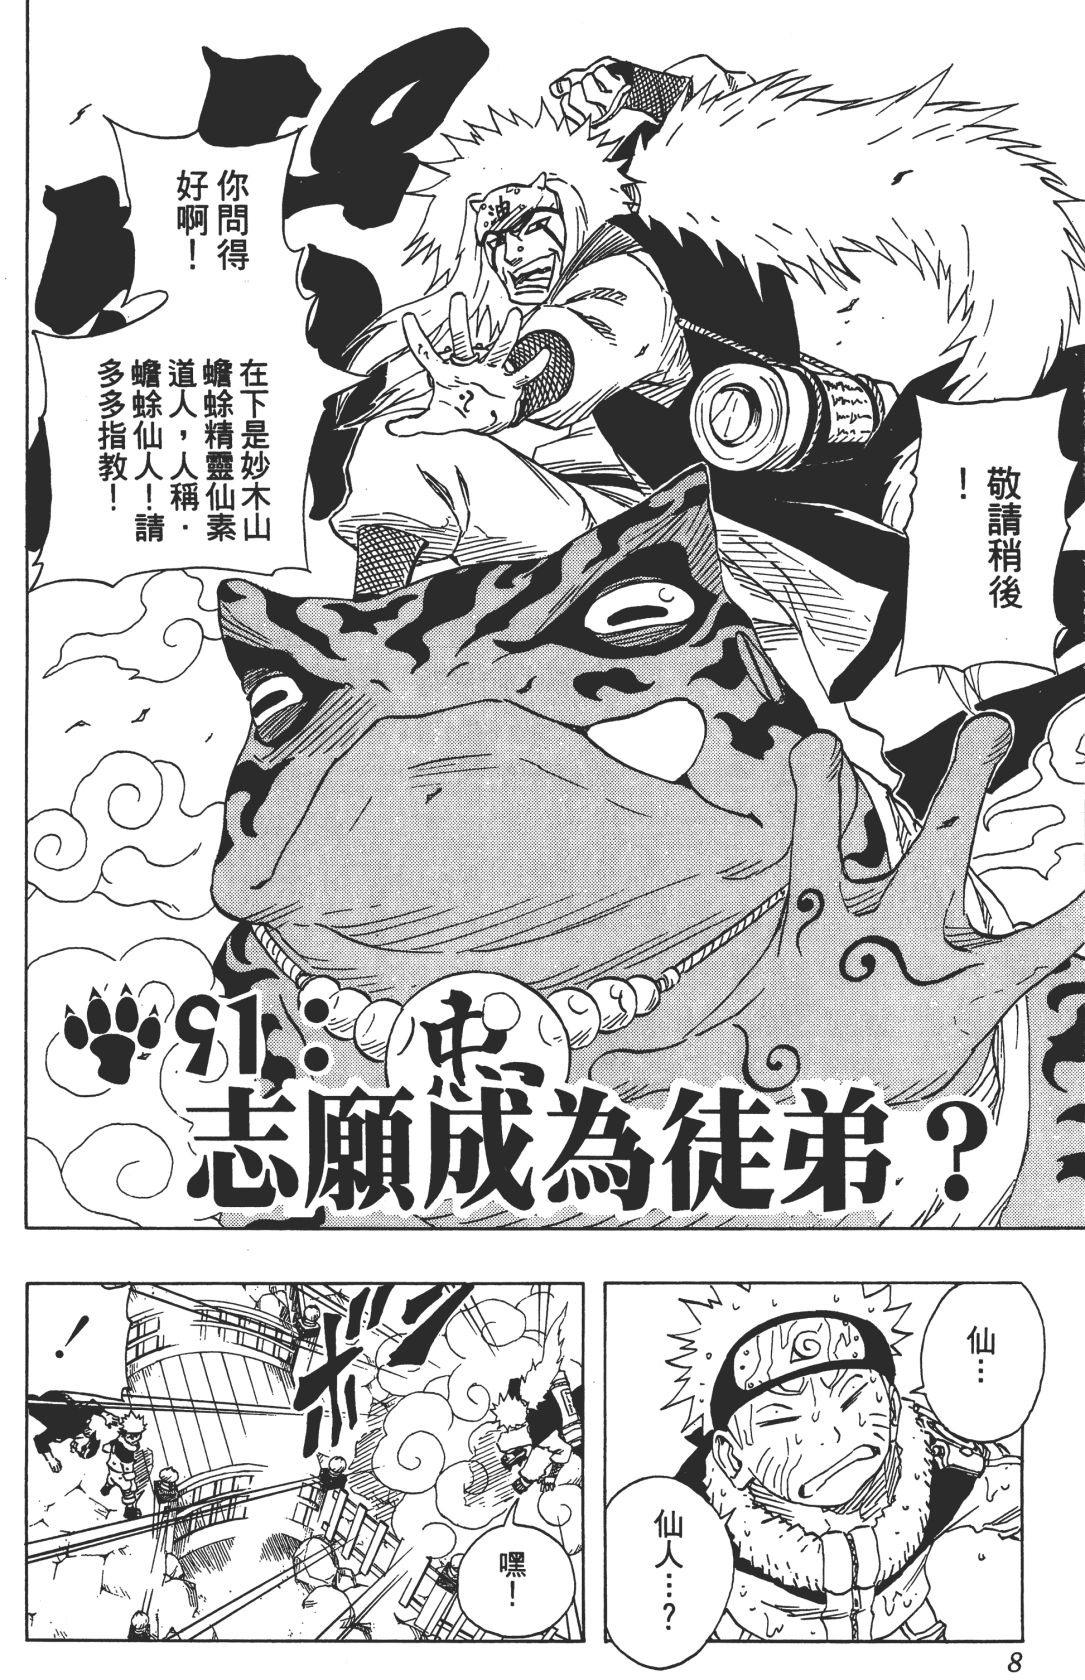 敬請稍後
！
你問得
好啊！
在下是妙木山
蟾蜍精靈仙素
道人，人稱．
蟾蜍仙人！請
多多指教！
油
忠
91：
志願成為徒弟？
仙…
仙人…？
嘿！
！
8